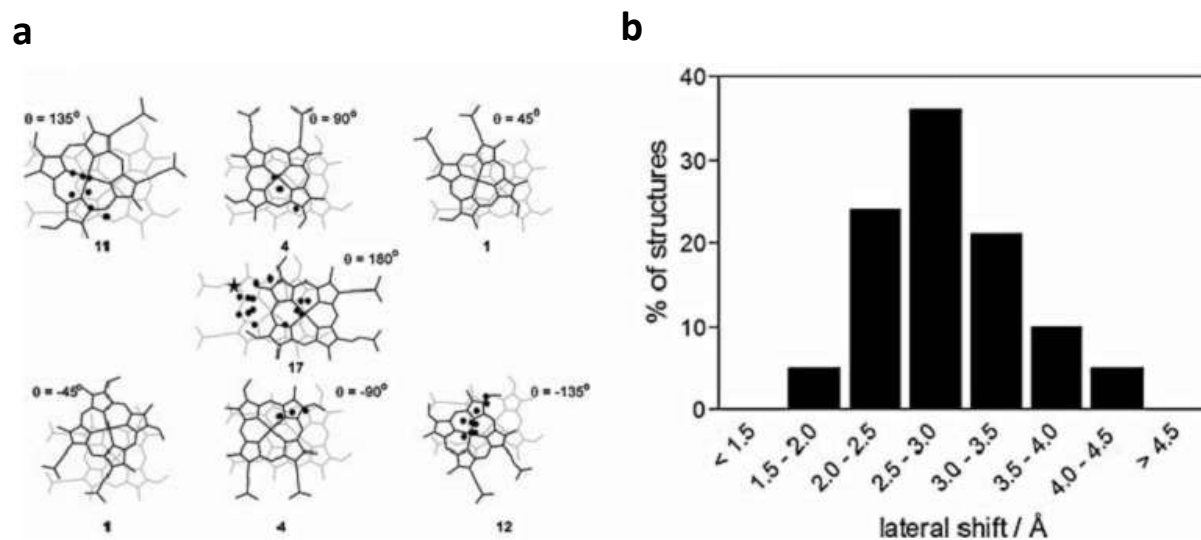 a
b
θ = 135°
θ = 90°
θ = 45°
11
4
1
θ = 180°
17
θ = -45°
θ = -90°
θ = -135°
1
4
12
% of structures
40
30
20
10
0
< 1.5
1.5 - 2.0
2.0 - 2.5
2.5 - 3.0
3.0 - 3.5
3.5 - 4.0
4.0 - 4.5
> 4.5
lateral shift / Å